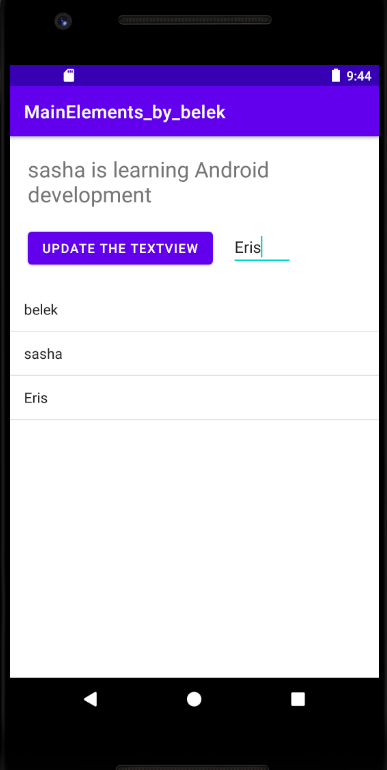 9:44
MainElements_by_belek
sasha is learning Android
development
UPDATE THE TEXTVIEW Eris
belek
sasha
Eris